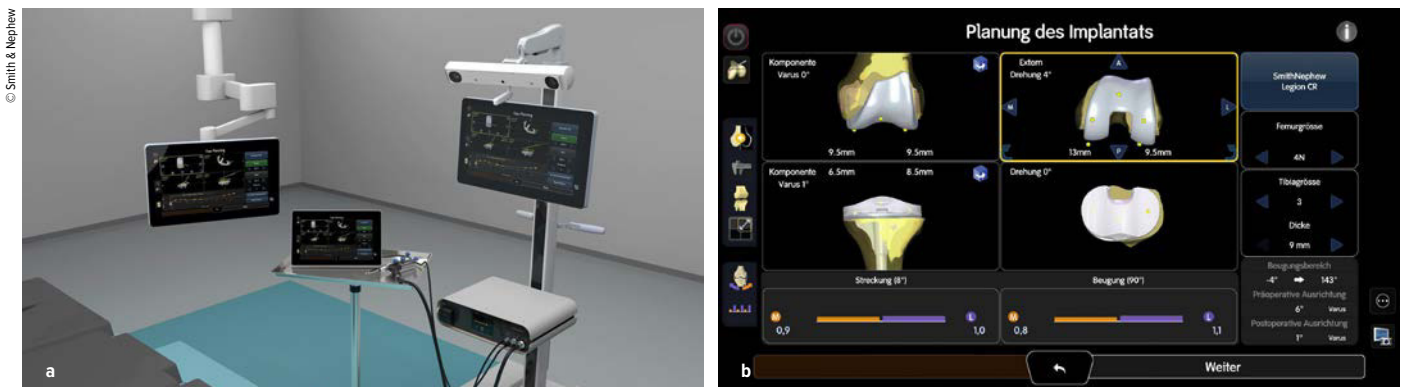 © Smith & Nephew
a
Planung des Implantats
Komponente
Varus 0°
9.5mm 9.5mm
Extern
Drehung 4°
A
M
L
13mm P 9.5mm
SmithNephew
Legion CR
Femurgrösse
4N
Komponente 6.5mm 8.5mm
Varus 1°
Drehung 0°
Tibiagrösse
3
Dicke
9 mm
Streckung (8°)
Beugung (90°)
M L
0,9 1,0
M L
0,8 1,1
Beugungsbereich
-4° ➡ 143°
Präoperative Ausrichtung
6° Varus
Postoperative Ausrichtung
1° Varus
Weiter
b